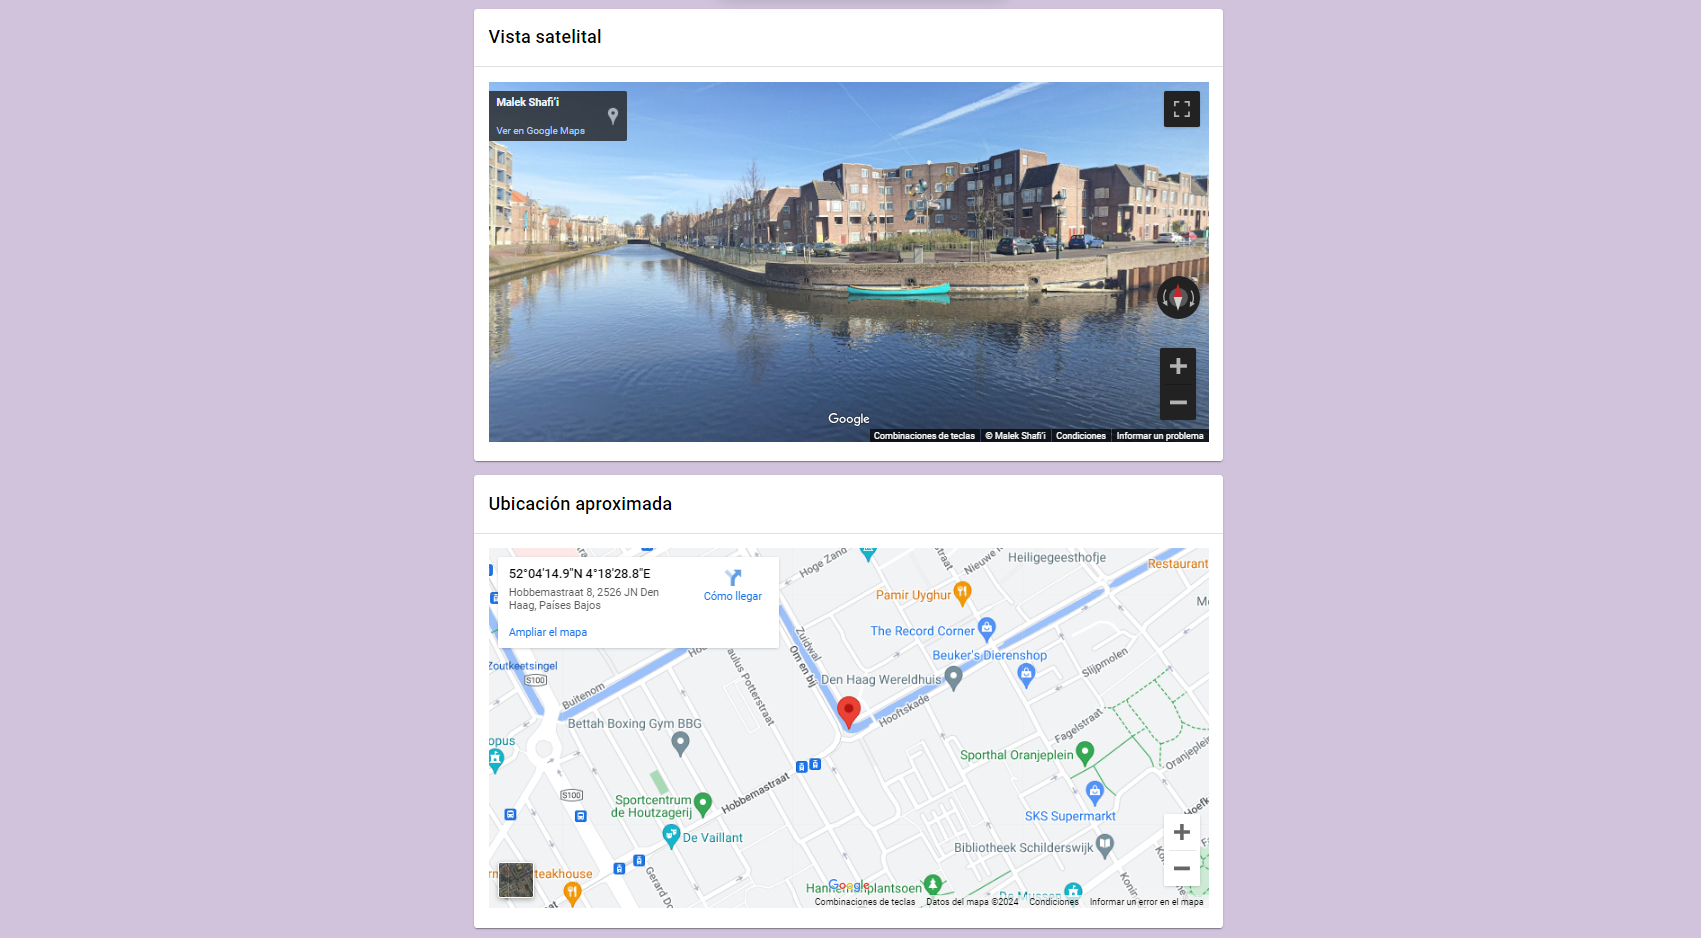 Vista satelital
Malek Shafi'i
Ver en Google Maps
Google
Combinaciones de teclas
© Malek Shafi'i
Condiciones
Informar un problema
Ubicación aproximada
52°04'14.9"N 4°18'28.8"E
Hobbemastraat 8, 2526 JN Den
Haag, Países Bajos
Cómo llegar
Ampliar el mapa
Hoge Zand
Nieuwe
Heiligegeesthofje
Restaurant
Pamir Uyghur
The Record Corner
Beuker's Dierenshop
Zuidwal
Om en bij
Slijpmolen
Zoutkeetsingel
S100
Den Haag Wereldhuis
Buitenom
Hooftskade
Bettah Boxing Gym BBG
Fagelstraat
Sporthal Oranjeplein
Oranjeplein
Hobbemastraat
S100
Sportcentrum
de Houtzagerij
SKS Supermarkt
De Vaillant
Bibliotheek Schilderswijk
teakhouse
Gerard Do
Google
Combinaciones de teclas
Datos del mapa ©2024
Condiciones
Informar un error en el mapa